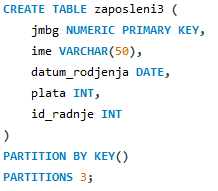 CREATE TABLE zaposleni3 (
jmbg NUMERIC PRIMARY KEY,
ime VARCHAR(50),
datum_rodjenja DATE,
plata INT,
id_radnje INT
)
PARTITION BY KEY()
PARTITIONS 3;